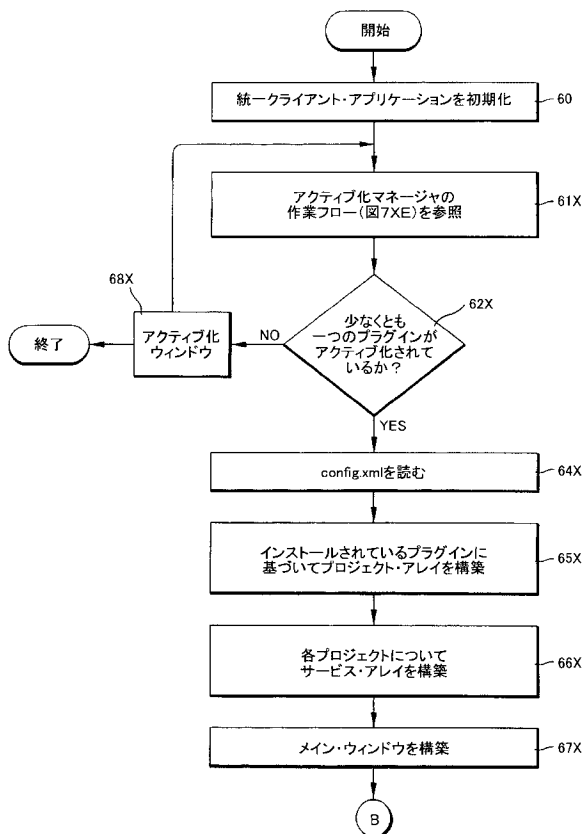 開始
統一クライアント・アプリケーションを初期化
60
アクティブ化マネージャの
作業フロー(図7XE)を参照
61X
68X
アクティブ化
ウィンドウ
終了
NO
少なくとも
一つのプラグインが
アクティブ化されて
いるか?
62X
YES
config.xmlを読む
64X
インストールされているプラグインに
基づいてプロジェクト・アレイを構築
65X
各プロジェクトについて
サービス・アレイを構築
66X
メイン・ウィンドウを構築
67X
B